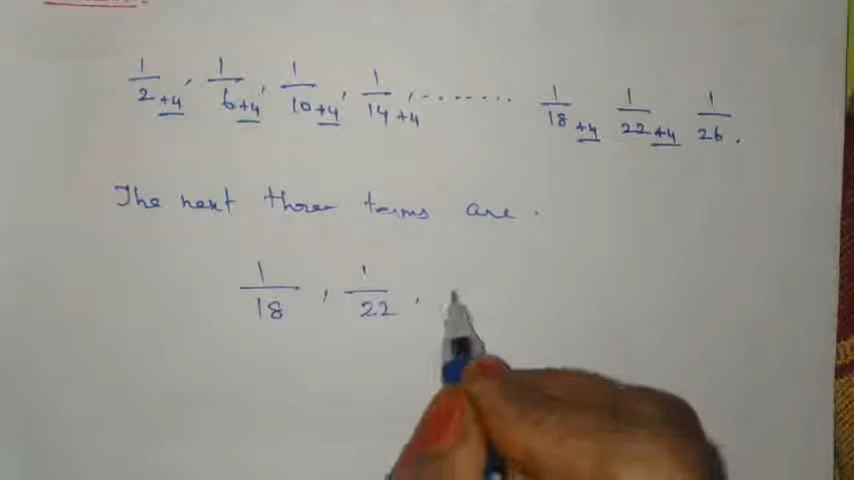 1/2 +4, 1/6 +4, 1/10 +4, 1/14 +4, ........ 1/18 +4 1/22 +4 1/26.
The next three terms are.
1/18, 1/22,